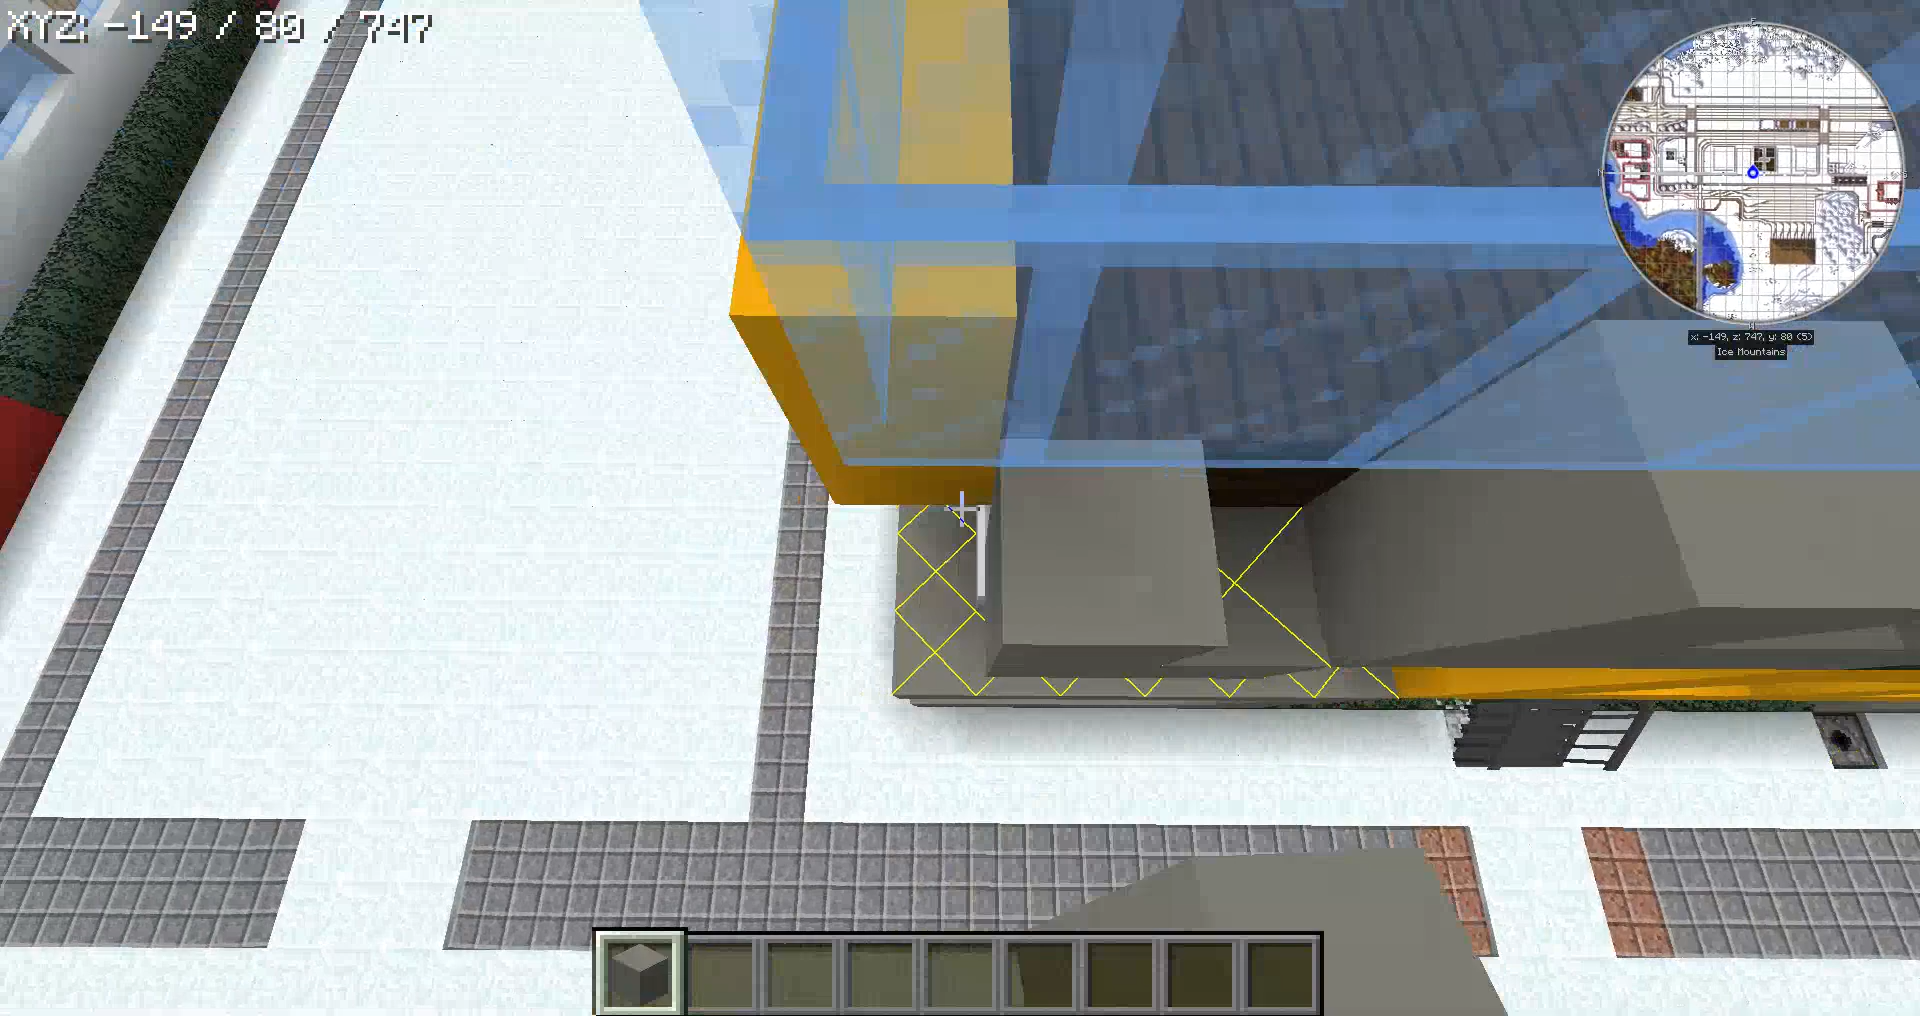 XYZ: -149 / 80 / 747
x: -149, z: 747, y: 80 (5)
Ice Mountains